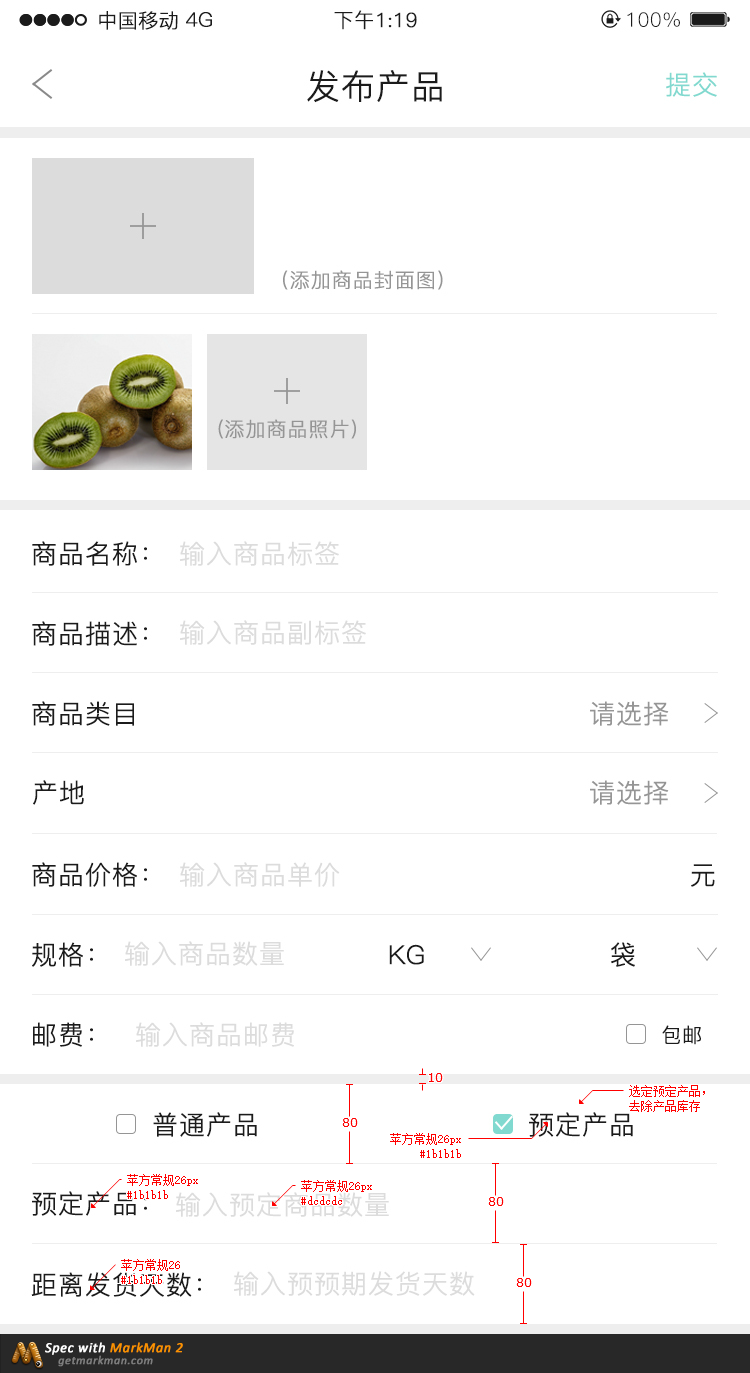 中国移动 4G 下午1:19 100%
发布产品 提交
(添加商品封面图)
(添加商品照片)
商品名称： 输入商品标签
商品描述： 输入商品副标签
商品类目 请选择
产地 请选择
商品价格： 输入商品单价 元
规格： 输入商品数量 KG 袋
邮费： 输入商品邮费 包邮
10
选定预定产品，
去除产品库存
普通产品 80 预定产品
苹方常规26px
#1b1b1b
苹方常规26px
#1b1b1b
苹方常规26px
#dcdcdc
预定产品： 输入预定商品数量 80
苹方常规26
#1b1b1b
距离发货天数： 输入预预期发货天数 80
Spec with MarkMan 2
getmarkman.com